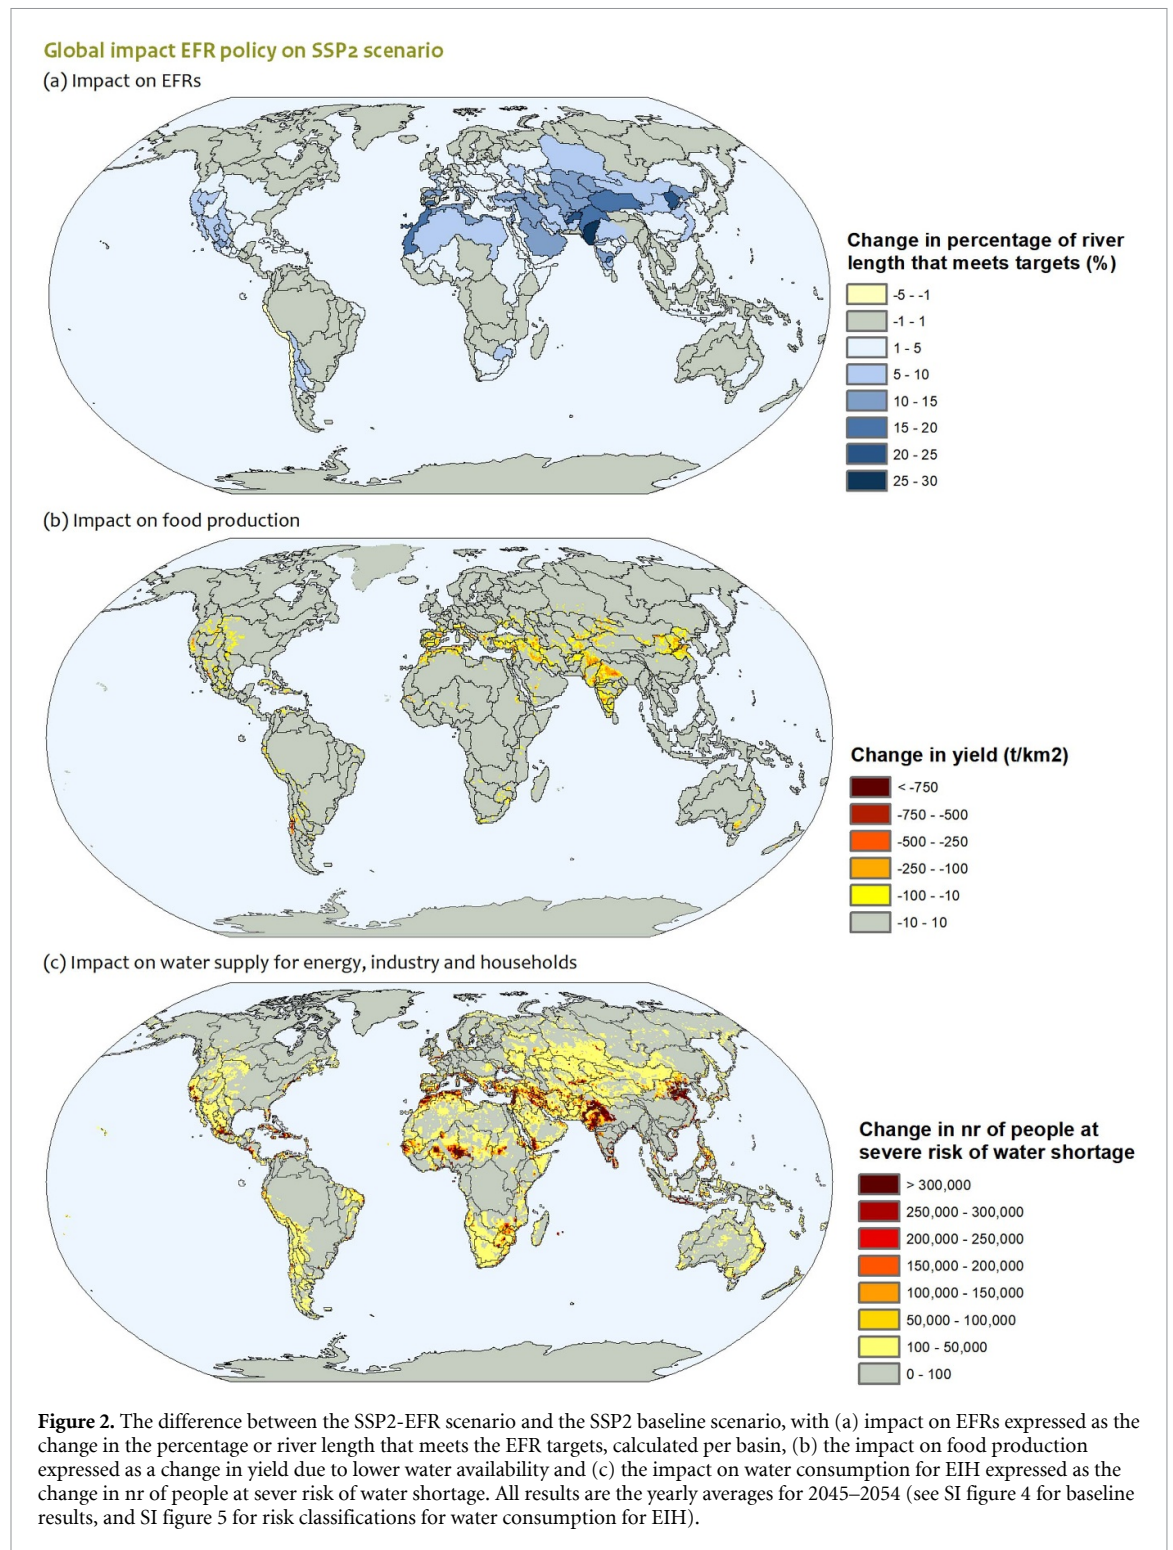 Global impact EFR policy on SSP2 scenario
(a) Impact on EFRs
Change in percentage of river
length that meets targets (%)
-5 - -1
-1 - 1
1 - 5
5 - 10
10 - 15
15 - 20
20 - 25
25 - 30
(b) Impact on food production
Change in yield (t/km2)
< -750
-750 - -500
-500 - -250
-250 - -100
-100 - -10
-10 - 10
(c) Impact on water supply for energy, industry and households
Change in nr of people at
severe risk of water shortage
> 300,000
250,000 - 300,000
200,000 - 250,000
150,000 - 200,000
100,000 - 150,000
50,000 - 100,000
100 - 50,000
0 - 100
Figure 2. The difference between the SSP2-EFR scenario and the SSP2 baseline scenario, with (a) impact on EFRs expressed as the
change in the percentage or river length that meets the EFR targets, calculated per basin, (b) the impact on food production
expressed as a change in yield due to lower water availability and (c) the impact on water consumption for EIH expressed as the
change in nr of people at sever risk of water shortage. All results are the yearly averages for 2045–2054 (see SI figure 4 for baseline
results, and SI figure 5 for risk classifications for water consumption for EIH).